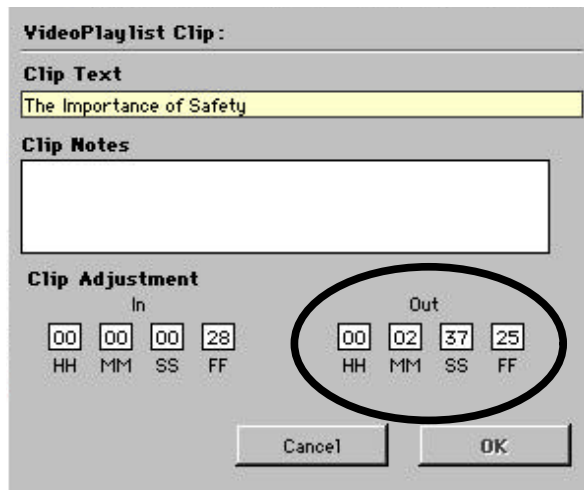 VideoPlaylist Clip:
Clip Text
The Importance of Safety
Clip Notes
Clip Adjustment
In Out
00 00 00 28 00 02 37 25
HH MM SS FF HH MM SS FF
Cancel OK